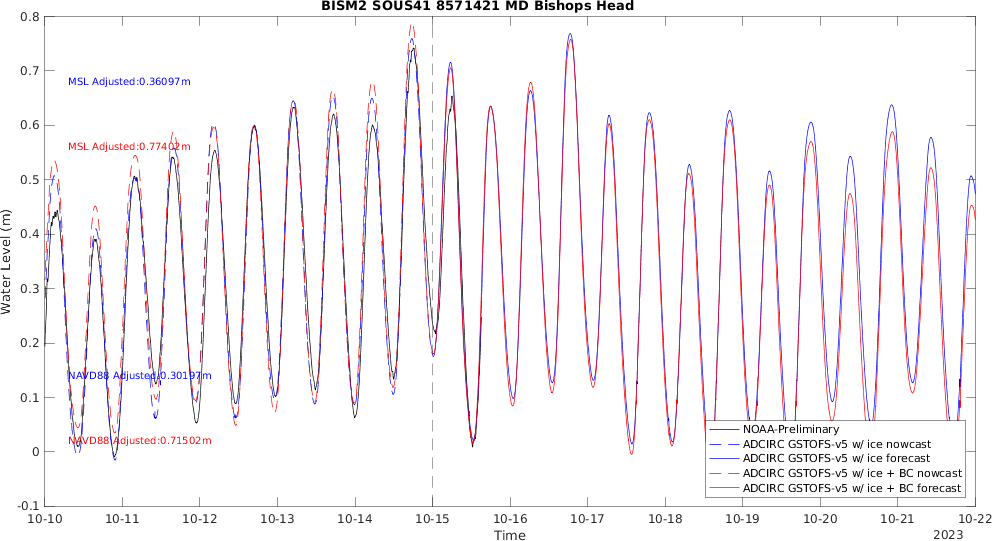 BISM2 SOUS41 8571421 MD Bishops Head
0.8
0.7
0.6
0.5
0.4
0.3
0.2
0.1
0
-0.1
Water Level (m)
MSL Adjusted:0.36097m
MSL Adjusted:0.77402m
NAVD88 Adjusted:0.30197m
NAVD88 Adjusted:0.71502m
NOAA-Preliminary
ADCIRC GSTOFS-v5 w/ ice nowcast
ADCIRC GSTOFS-v5 w/ ice forecast
ADCIRC GSTOFS-v5 w/ ice + BC nowcast
ADCIRC GSTOFS-v5 w/ ice + BC forecast
10-10 10-11 10-12 10-13 10-14 10-15 10-16 10-17 10-18 10-19 10-20 10-21 10-22
Time
2023